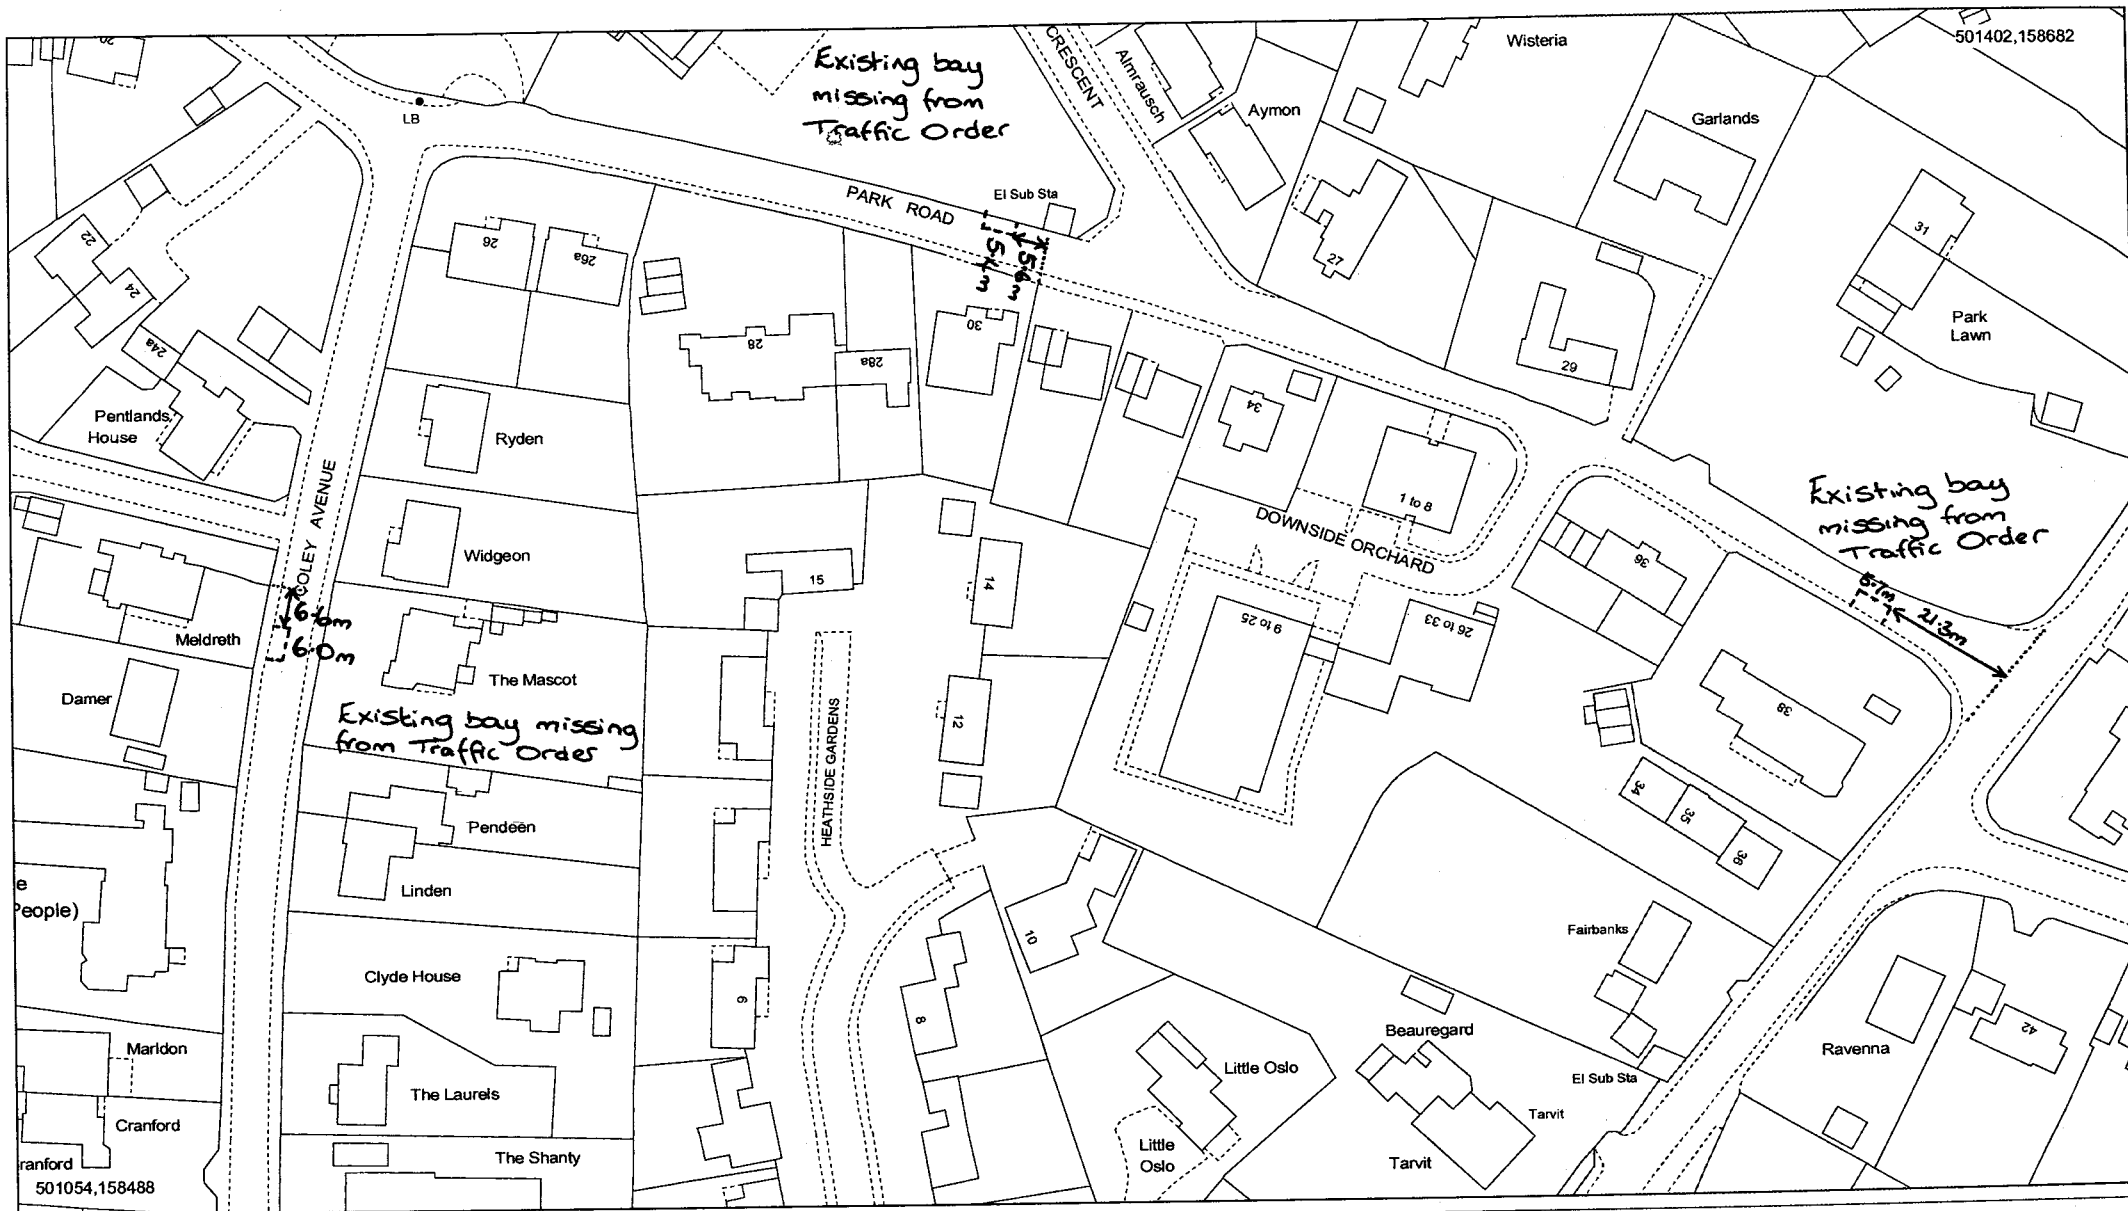 20
Existing bay
missing from
Traffic Order
CRESCENT
Almrausch
Aymon
Wisteria
501402,158682
Garlands
LB
PARK ROAD
El Sub Sta
5.6m
5.4m
22
24
24a
26
26a
28
28a
30
27
29
31
Park
Lawn
34
1 to 8
Pentlands
House
Ryden
COLEY AVENUE
Widgeon
DOWNSIDE ORCHARD
Existing bay
missing from
Traffic Order
5.7m
21.3m
36
15
14
9 to 25
26 to 33
6.6m
6.0m
Meldreth
Damer
The Mascot
Existing bay missing
from Traffic Order
HEATHSIDE GARDENS
12
38
34
35
36
Pendeen
Linden
e
People)
10
Clyde House
6
8
Fairbanks
Beauregard
42
Ravenna
Marldon
The Laurels
Little Oslo
El Sub Sta
Cranford
Tarvit
Little
Oslo
Tarvit
The Shanty
ranford
501054,158488